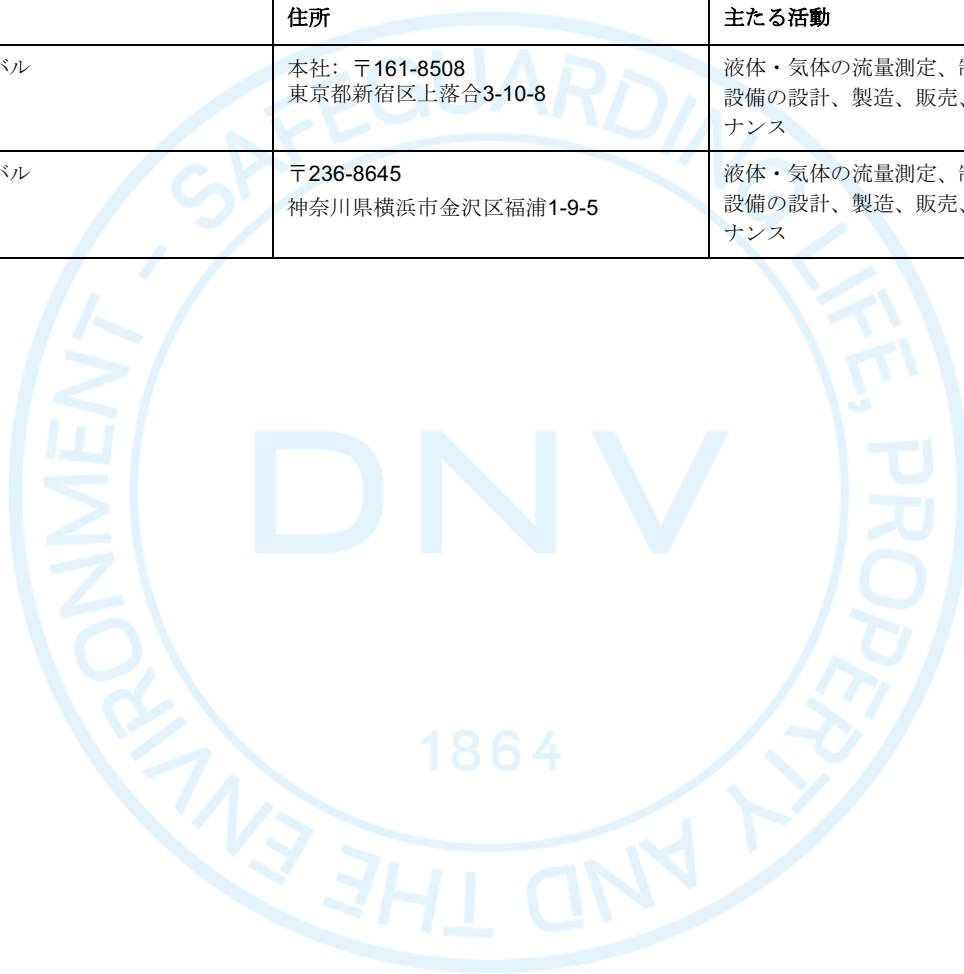 住所
主たる活動
バル
本社: 〒161-8508
東京都新宿区上落合3-10-8
液体・気体の流量測定、
設備の設計、製造、販売、
ナンス
バル
〒236-8645
神奈川県横浜市金沢区福浦1-9-5
液体・気体の流量測定、
設備の設計、製造、販売、
ナンス
SAFEGUARDING LIFE, PROPERTY AND THE ENVIRONMENT -
DNV
1864